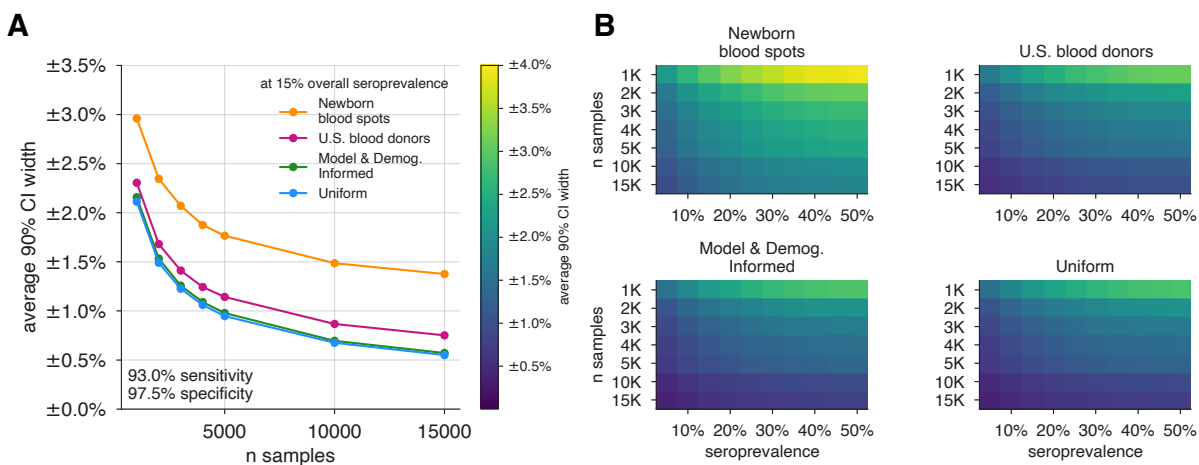 A
±3.5%
±3.0%
±2.5%
±2.0%
±1.5%
±1.0%
±0.5%
±0.0%
average 90% CI width
at 15% overall seroprevalence
Newborn
blood spots
U.S. blood donors
Model & Demog.
Informed
Uniform
93.0% sensitivity
97.5% specificity
5000 10000 15000
n samples
±4.0%
±3.5%
±3.0%
±2.5%
±2.0%
±1.5%
±1.0%
±0.5%
average 90% CI width
B
Newborn
blood spots
n samples
1K
2K
3K
4K
5K
10K
15K
10% 20% 30% 40% 50%
U.S. blood donors
1K
2K
3K
4K
5K
10K
15K
10% 20% 30% 40% 50%
Model & Demog.
Informed
n samples
1K
2K
3K
4K
5K
10K
15K
10% 20% 30% 40% 50%
seroprevalence
Uniform
1K
2K
3K
4K
5K
10K
15K
10% 20% 30% 40% 50%
seroprevalence